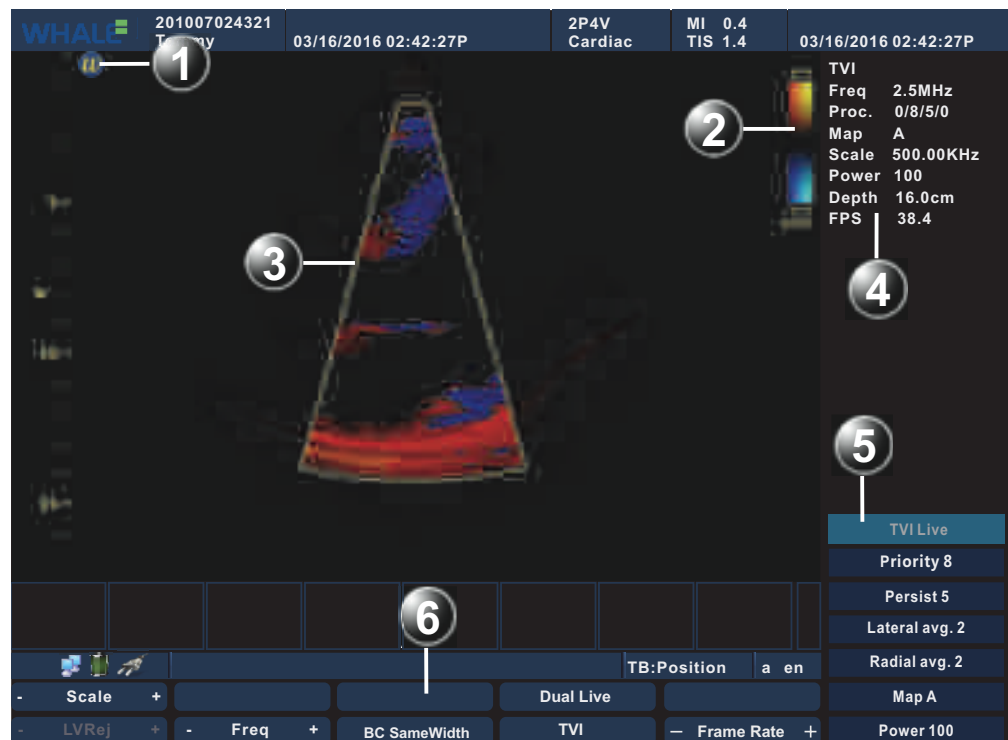 WHALE
201007024321
03/16/2016 02:42:27P
2P4V
Cardiac
MI 0.4
TIS 1.4
03/16/2016 02:42:27P
1
2
3
4
5
6
TVI
Freq 2.5MHz
Proc. 0/8/5/0
Map A
Scale 500.00KHz
Power 100
Depth 16.0cm
FPS 38.4
TVI Live
Priority 8
Persist 5
Lateral avg. 2
Radial avg. 2
Map A
Power 100
TB:Position a en
- Scale +
Dual Live
- LVRej +
- Freq +
BC SameWidth
TVI
– Frame Rate +